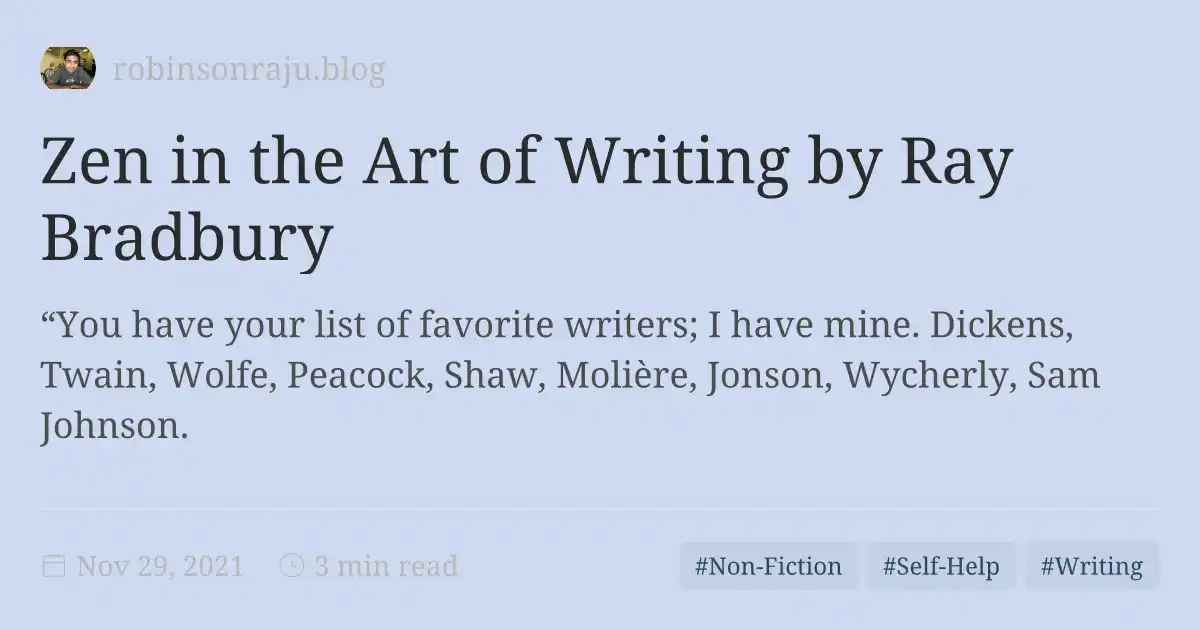 robinsonraju.blog
Zen in the Art of Writing by Ray
Bradbury
“You have your list of favorite writers; I have mine. Dickens,
Twain, Wolfe, Peacock, Shaw, Molière, Jonson, Wycherly, Sam
Johnson.
Nov 29, 2021 3 min read #Non-Fiction #Self-Help #Writing